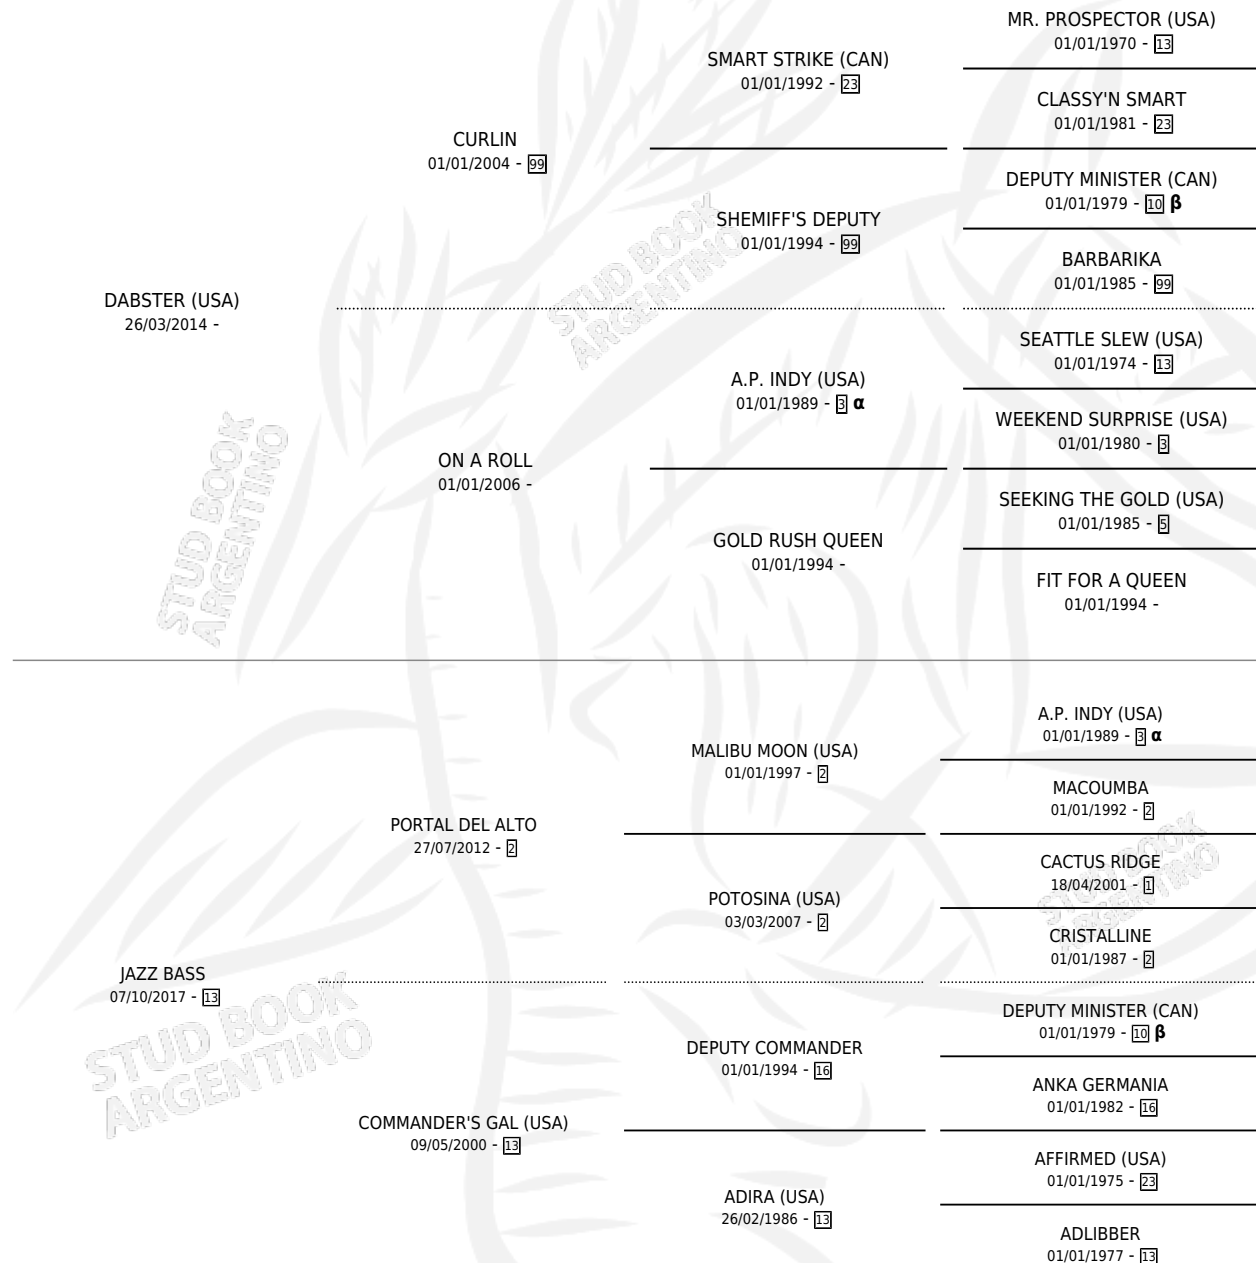 MR. PROSPECTOR (USA)
01/01/1970 - 13
SMART STRIKE (CAN)
01/01/1992 - 23
CLASSY'N SMART
01/01/1981 - 23
CURLIN
01/01/2004 - 99
DEPUTY MINISTER (CAN)
01/01/1979 - 10 β
SHEMIFF'S DEPUTY
01/01/1994 - 99
BARBARIKA
01/01/1985 - 99
STUD BOOK
ARGENTINO
DABSTER (USA)
26/03/2014 -
SEATTLE SLEW (USA)
01/01/1974 - 13
A.P. INDY (USA)
01/01/1989 - 3 α
WEEKEND SURPRISE (USA)
01/01/1980 - 3
ON A ROLL
01/01/2006 -
SEEKING THE GOLD (USA)
01/01/1985 - 5
GOLD RUSH QUEEN
01/01/1994 -
FIT FOR A QUEEN
01/01/1994 -
STUD BOOK
ARGENTINO
A.P. INDY (USA)
01/01/1989 - 3 α
MALIBU MOON (USA)
01/01/1997 - 2
MACOUMBA
01/01/1992 - 2
PORTAL DEL ALTO
27/07/2012 - 2
CACTUS RIDGE
18/04/2001 - 1
STUD BOOK
ARGENTINO
POTOSINA (USA)
03/03/2007 - 2
CRISTALLINE
01/01/1987 - 2
JAZZ BASS
07/10/2017 - 13
DEPUTY MINISTER (CAN)
01/01/1979 - 10 β
STUD BOOK
ARGENTINO
DEPUTY COMMANDER
01/01/1994 - 16
ANKA GERMANIA
01/01/1982 - 16
COMMANDER'S GAL (USA)
09/05/2000 - 13
AFFIRMED (USA)
01/01/1975 - 23
ADIRA (USA)
26/02/1986 - 13
ADLIBBER
01/01/1977 - 13